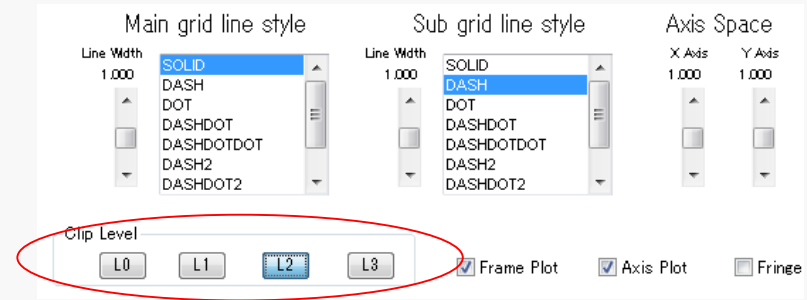 Main grid line style
Sub grid line style
Axis Space
Line Width
Line Width
X Axis
Y Axis
1.000
1.000
1.000
1.000
SOLID
DASH
DOT
DASHDOT
DASHDOTDOT
DASH2
DASHDOT2
SOLID
DASH
DOT
DASHDOT
DASHDOTDOT
DASH2
DASHDOT2
Clip Level
L0
L1
L2
L3
Frame Plot
Axis Plot
Fringe